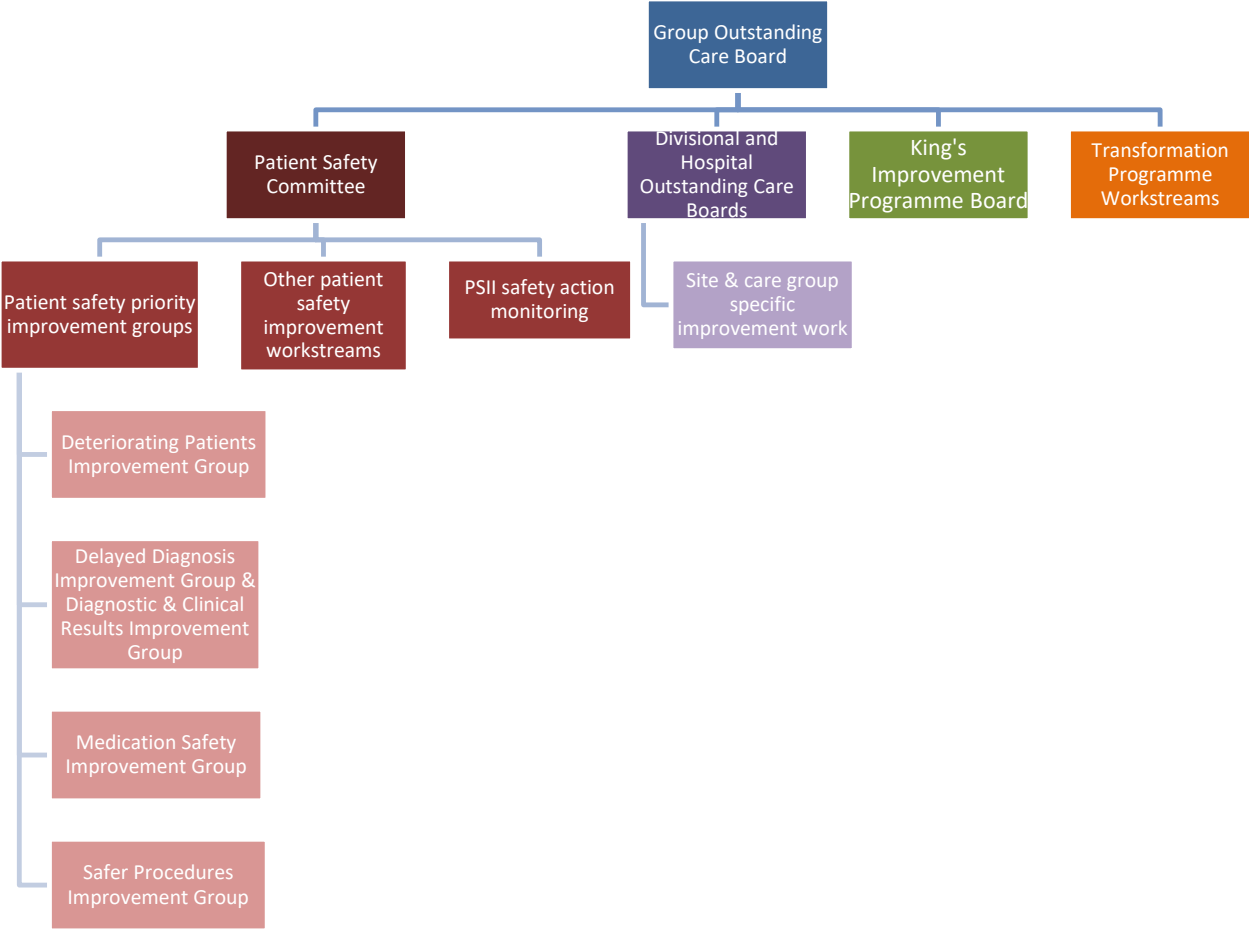 Group Outstanding
Care Board
Patient Safety
Committee
Divisional and
Hospital
Outstanding Care
Boards
King's
Improvement
Programme Board
Transformation
Programme
Workstreams
Patient safety priority
improvement groups
Other patient
safety
improvement
workstreams
PSII safety action
monitoring
Site & care group
specific
improvement work
Deteriorating Patients
Improvement Group
Delayed Diagnosis
Improvement Group &
Diagnostic & Clinical
Results Improvement
Group
Medication Safety
Improvement Group
Safer Procedures
Improvement Group